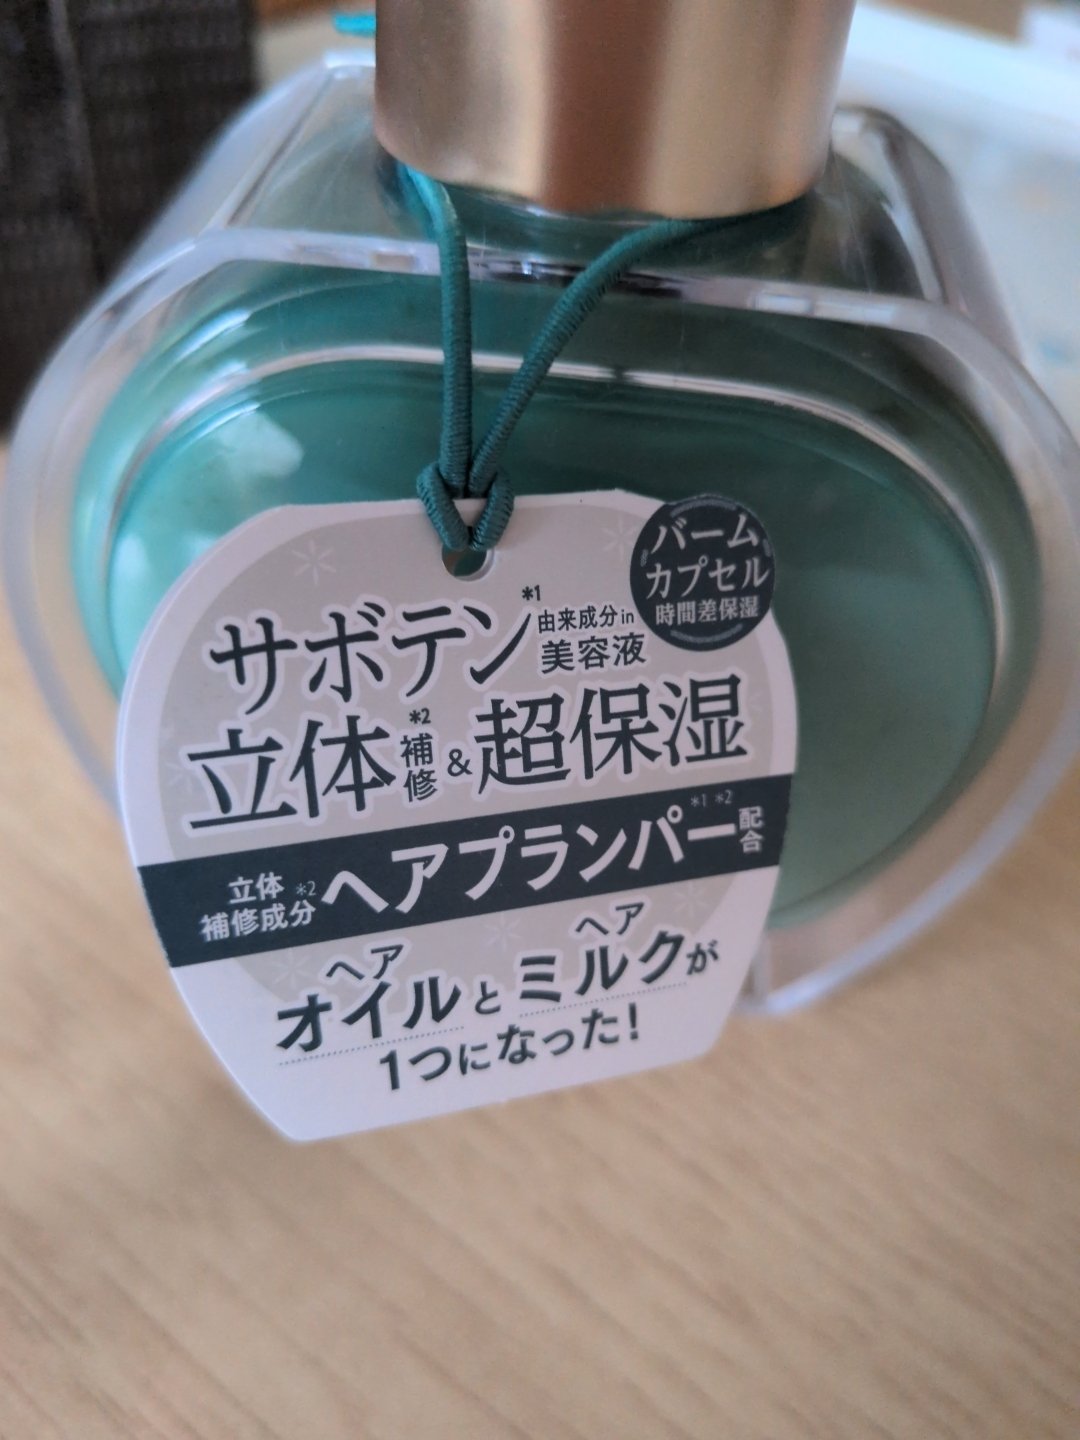 バーム
カプセル
時間差保湿
サボテン*1由来成分in美容液
立体*2補修&超保湿
立体補修成分*2ヘアプランパー*1*2配合
ヘアオイルとヘアミルクが
1つになった!